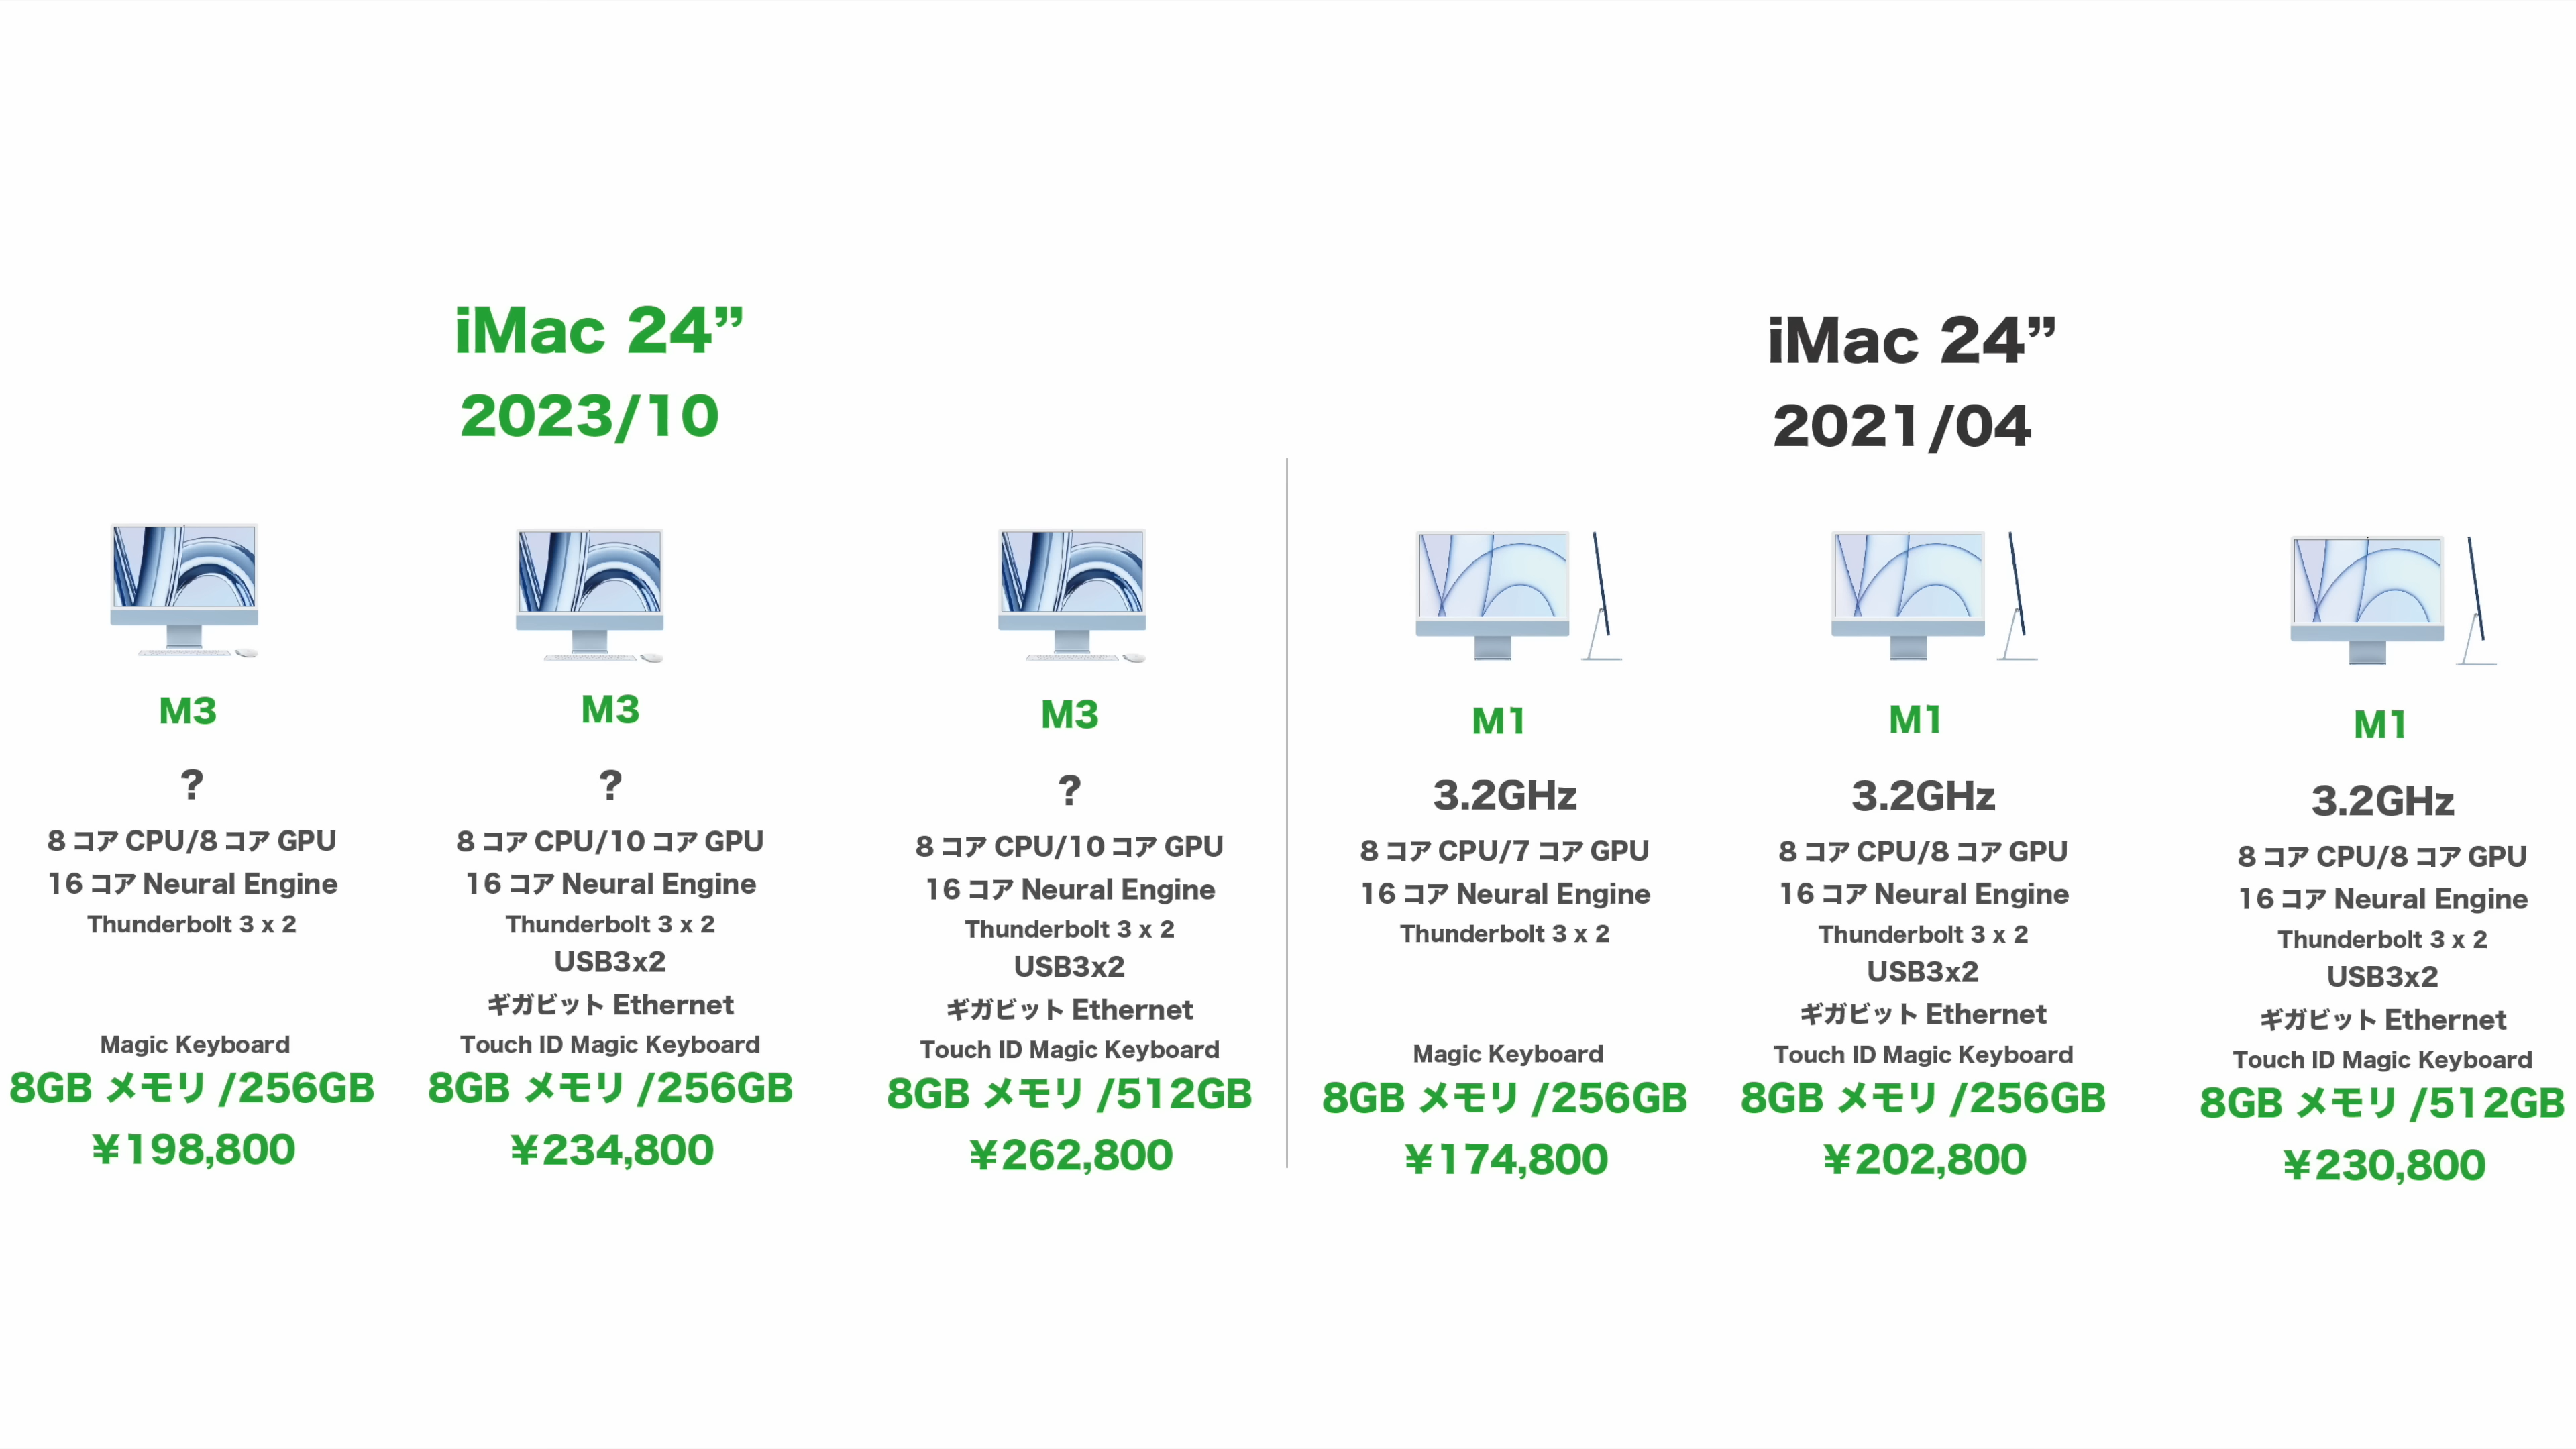 iMac 24”
2023/10
M3
?
8 コア CPU/8 コア GPU
16 コア Neural Engine
Thunderbolt 3 x 2
Magic Keyboard
8GB メモリ /256GB
¥198,800
M3
?
8 コア CPU/10 コア GPU
16 コア Neural Engine
Thunderbolt 3 x 2
USB3x2
ギガビット Ethernet
Touch ID Magic Keyboard
8GB メモリ /256GB
¥234,800
M3
?
8 コア CPU/10 コア GPU
16 コア Neural Engine
Thunderbolt 3 x 2
USB3x2
ギガビット Ethernet
Touch ID Magic Keyboard
8GB メモリ /512GB
¥262,800
iMac 24”
2021/04
M1
3.2GHz
8 コア CPU/7 コア GPU
16 コア Neural Engine
Thunderbolt 3 x 2
Magic Keyboard
8GB メモリ /256GB
¥174,800
M1
3.2GHz
8 コア CPU/8 コア GPU
16 コア Neural Engine
Thunderbolt 3 x 2
USB3x2
ギガビット Ethernet
Touch ID Magic Keyboard
8GB メモリ /256GB
¥202,800
M1
3.2GHz
8 コア CPU/8 コア GPU
16 コア Neural Engine
Thunderbolt 3 x 2
USB3x2
ギガビット Ethernet
Touch ID Magic Keyboard
8GB メモリ /512GB
¥230,800